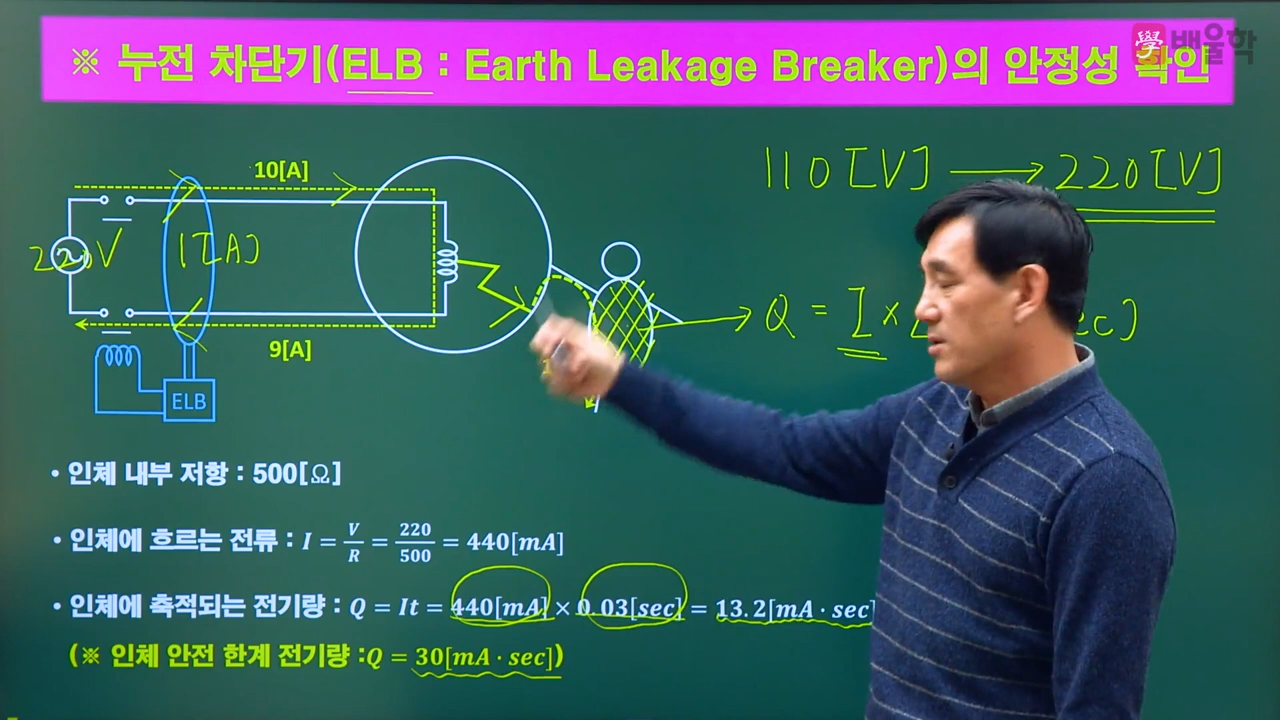 ※ 누전 차단기(ELB : Earth Leakage Breaker)의 안정성 확인
學 배울학
110[V] → 220[V]
10[A]
220V
1[A]
Q = I ×
9[A]
ELB
• 인체 내부 저항 : 500[Ω]
• 인체에 흐르는 전류 : I = V/R = 220/500 = 440[mA]
• 인체에 축적되는 전기량 : Q = It = 440[mA] × 0.03[sec] = 13.2[mA · sec]
(※ 인체 안전 한계 전기량 :Q = 30[mA · sec])